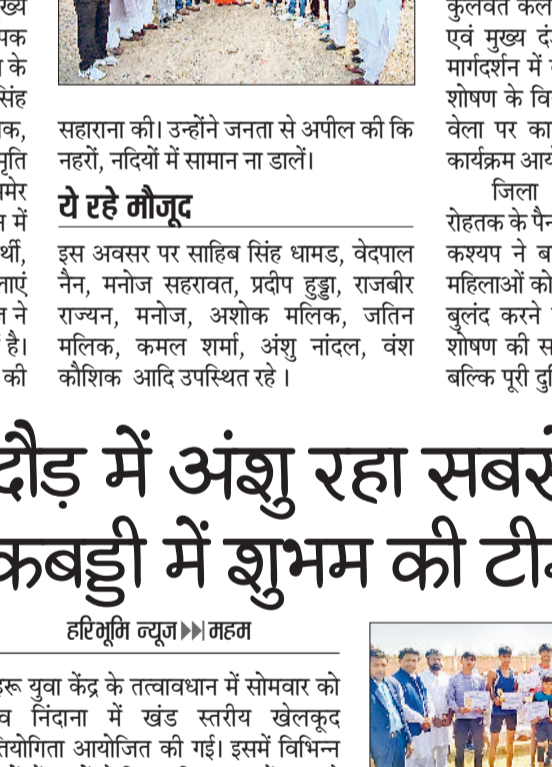 के
सिंह
में
ने
है।
की
सहाराना की। उन्होंने जनता से अपील की कि
नहरों, नदियों में सामान ना डालें।
ये रहे मौजूद
इस अवसर पर साहिब सिंह धामड, वेदपाल
नैन, मनोज सहरावत, प्रदीप हुड्डा, राजबीर
राज्यन, मनोज, अशोक मलिक, जतिन
मलिक, कमल शर्मा, अंशु नांदल, वंश
कौशिक आदि उपस्थित रहे ।
कुलवंत
एवं मुख्य
मार्गदर्शन में
शोषण के
वेला पर
कार्यक्रम
जिला
रोहतक के
कश्यप ने
महिलाओं को
बुलंद करने
शोषण की
बल्कि पूरी
दौड़ में अंशु रहा
कबड्डी में शुभम की
हरिभूमि न्यूज महम
युवा केंद्र के तत्वावधान में सोमवार को
निंदाना में खंड स्तरीय खेलकूद
आयोजित की गई। इसमें विभिन्न